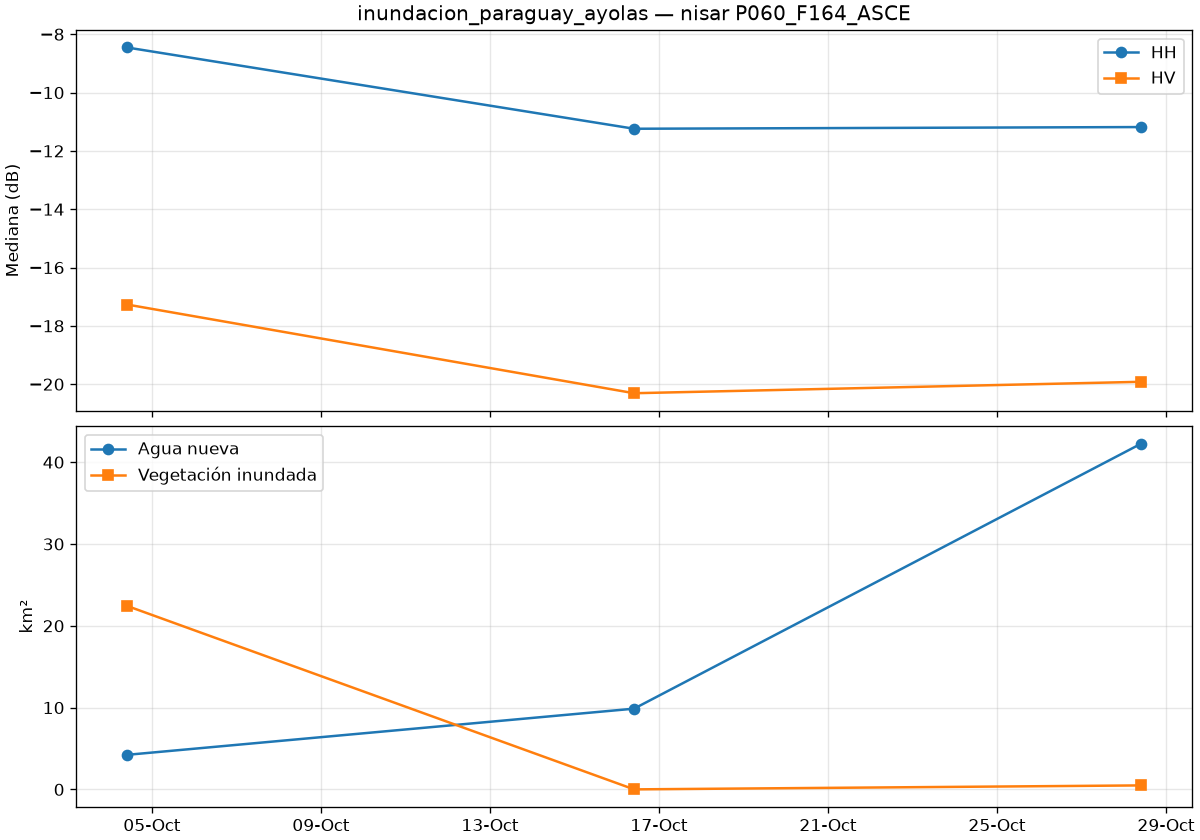 inundacion_paraguay_ayolas — nisar P060_F164_ASCE
−8
−10
−12
−14
−16
−18
−20
Mediana (dB)
HH
HV
Agua nueva
Vegetación inundada
40
30
20
10
0
km²
05-Oct 09-Oct 13-Oct 17-Oct 21-Oct 25-Oct 29-Oct